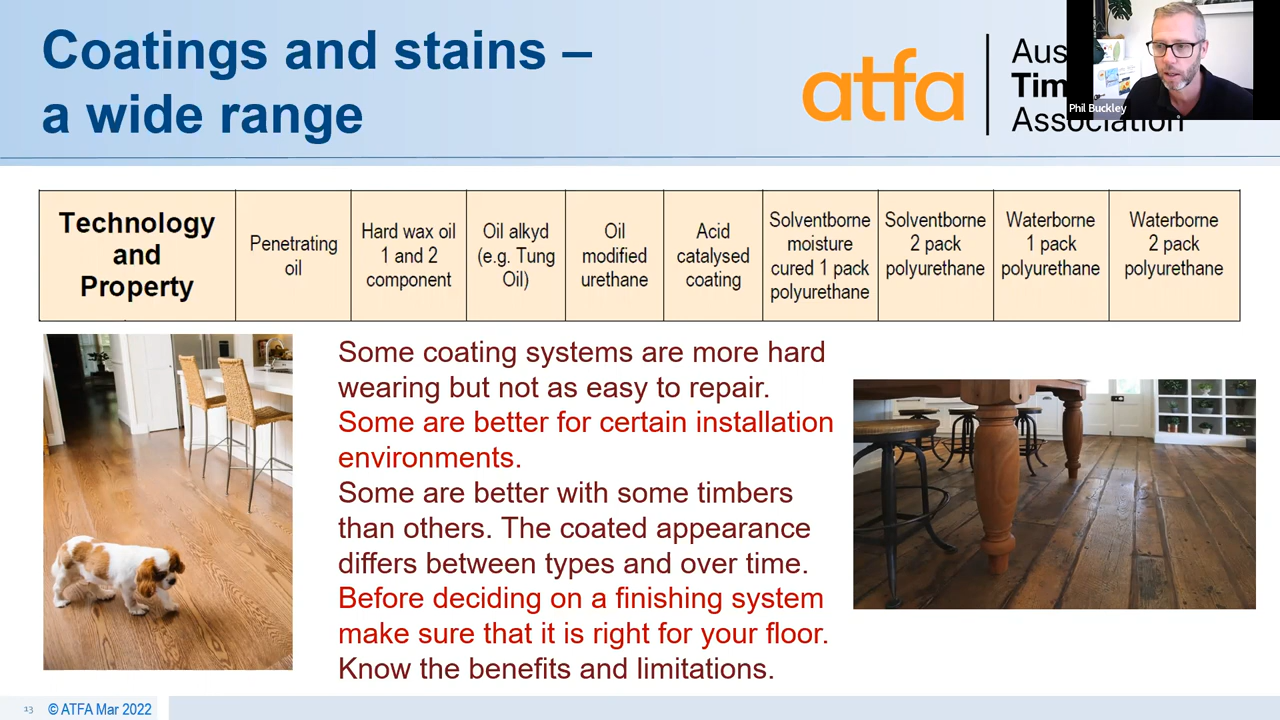 Coatings and stains –
a wide range
atfa
Aus
Tim
Association
Phil Buckley
Technology
and
Property
Penetrating
oil
Hard wax oil
1 and 2
component
Oil alkyd
(e.g. Tung
Oil)
Oil
modified
urethane
Acid
catalysed
coating
Solventborne
moisture
cured 1 pack
polyurethane
Solventborne
2 pack
polyurethane
Waterborne
1 pack
polyurethane
Waterborne
2 pack
polyurethane
Some coating systems are more hard
wearing but not as easy to repair.
Some are better for certain installation
environments.
Some are better with some timbers
than others. The coated appearance
differs between types and over time.
Before deciding on a finishing system
make sure that it is right for your floor.
Know the benefits and limitations.
13
© ATFA Mar 2022